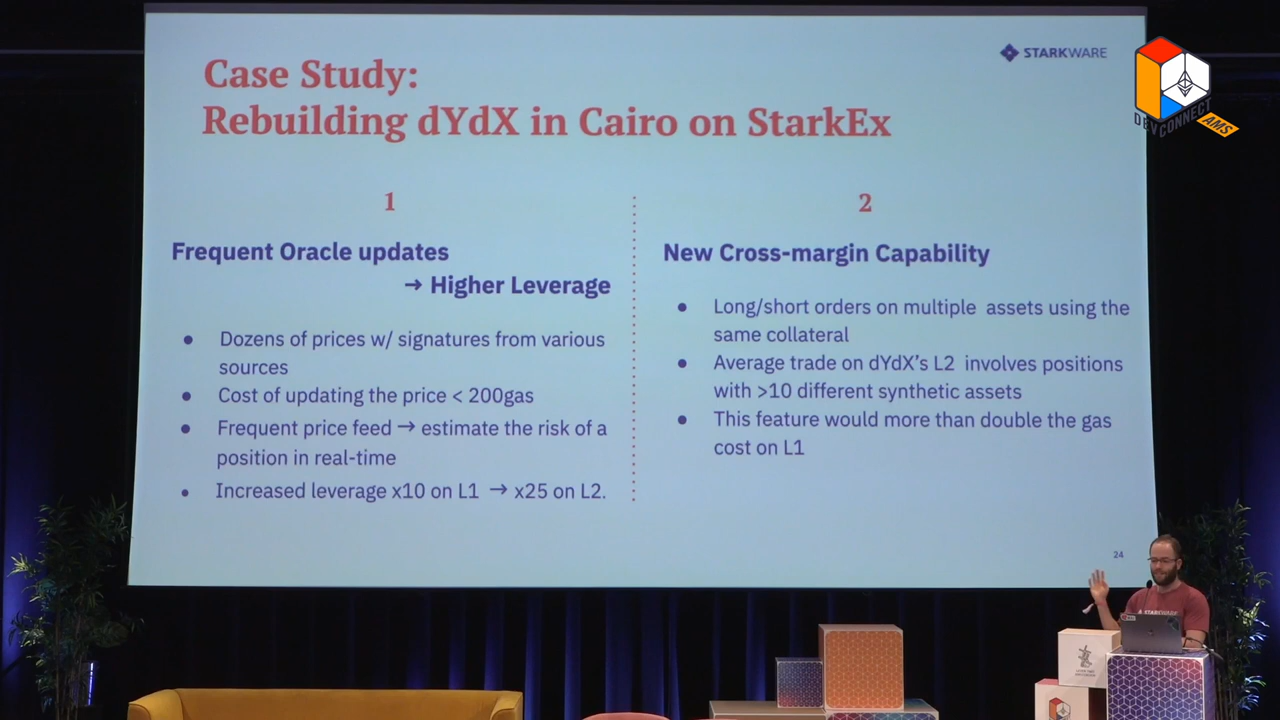 STARKWARE
Case Study:
Rebuilding dYdX in Cairo on StarkEx
1
Frequent Oracle updates
→ Higher Leverage
● Dozens of prices w/ signatures from various
sources
● Cost of updating the price < 200gas
● Frequent price feed → estimate the risk of a
position in real-time
● Increased leverage x10 on L1 → x25 on L2.
2
New Cross-margin Capability
● Long/short orders on multiple assets using the
same collateral
● Average trade on dYdX's L2 involves positions
with >10 different synthetic assets
● This feature would more than double the gas
cost on L1
24
DEVCONNECT
AMS
STARKWARE